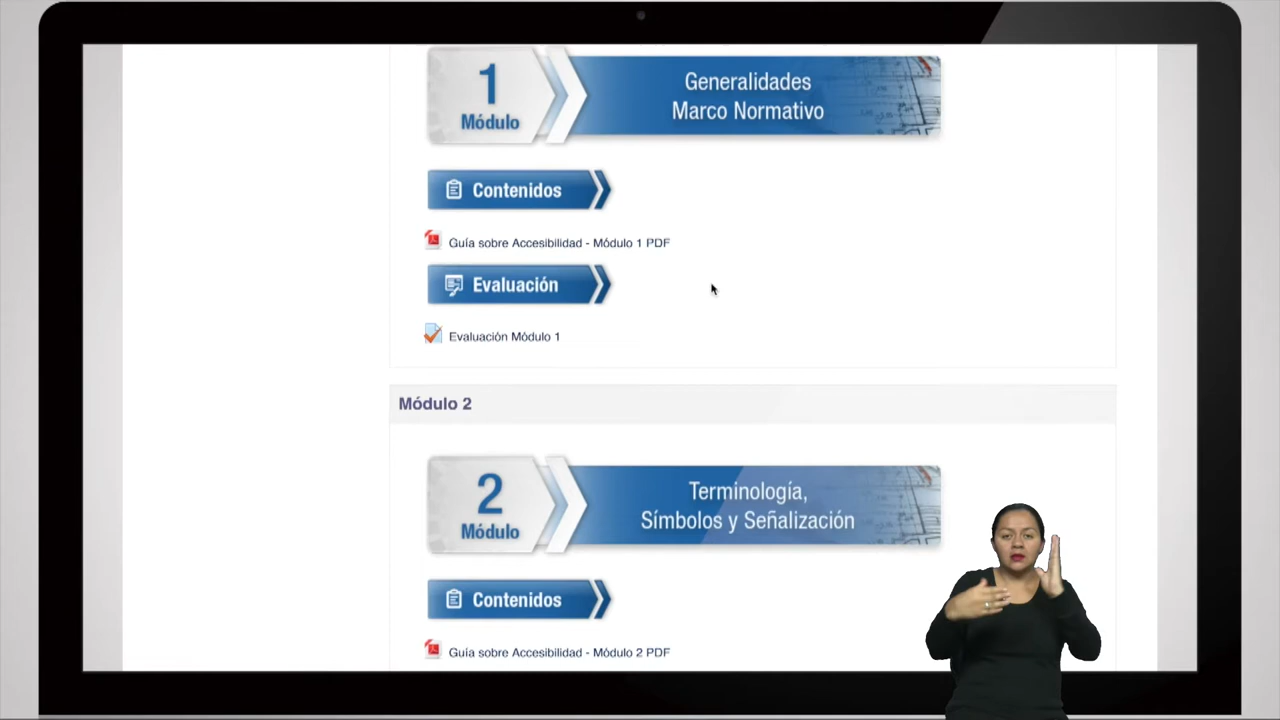 1
Módulo
Generalidades
Marco Normativo
Contenidos
Guía sobre Accesibilidad - Módulo 1 PDF
Evaluación
Evaluación Módulo 1
Módulo 2
2
Módulo
Terminología,
Símbolos y Señalización
Contenidos
Guía sobre Accesibilidad - Módulo 2 PDF